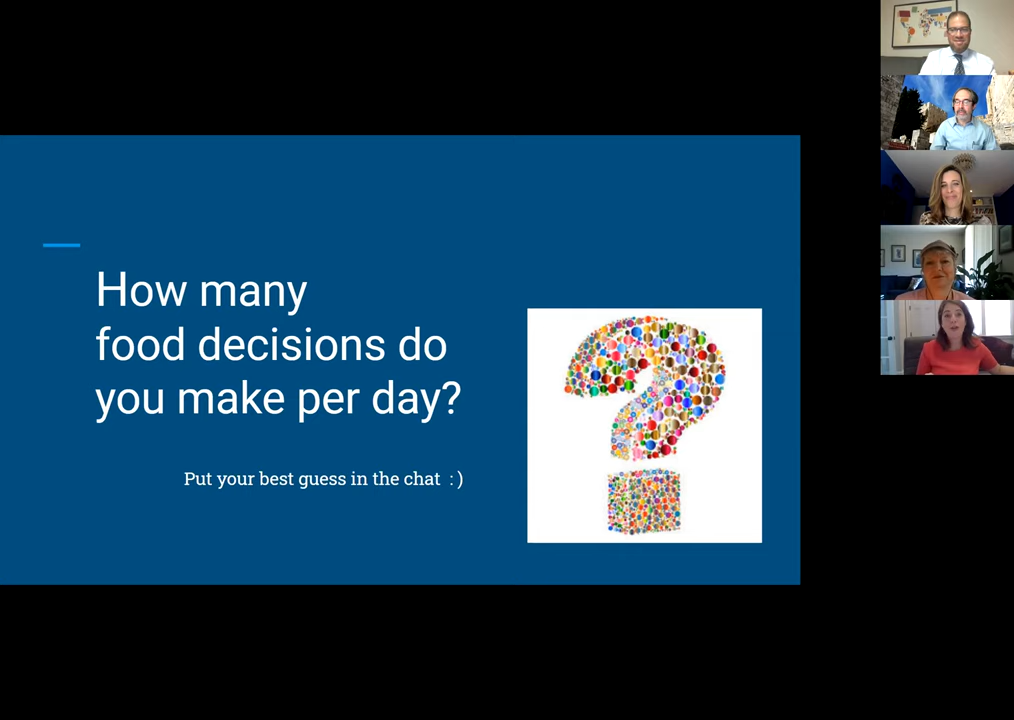 How many
food decisions do
you make per day?
Put your best guess in the chat  : )